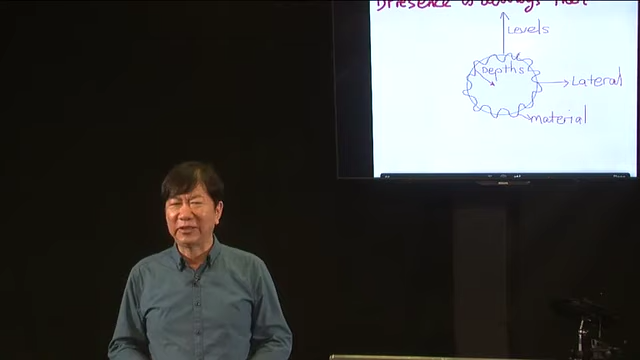 presence is always
Levels
Depths
Lateral
material